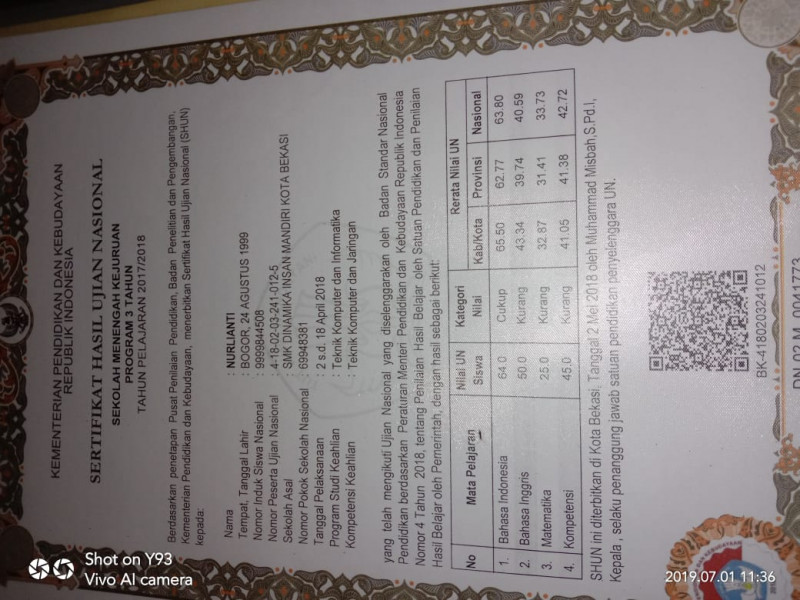 KEMENTERIAN PENDIDIKAN DAN KEBUDAYAAN
REPUBLIK INDONESIA
SERTIFIKAT HASIL UJIAN NASIONAL
SEKOLAH MENENGAH KEJURUAN
PROGRAM 3 TAHUN
TAHUN PELAJARAN 2017/2018
Berdasarkan penetapan Pusat Penilaian Pendidikan, Badan Penelitian dan Pengembangan,
Kementerian Pendidikan dan Kebudayaan, menerbitkan Sertifikat Hasil Ujian Nasional (SHUN)
kepada:
Nama : NURLIANTI
Tempat, Tanggal Lahir : BOGOR, 24 AGUSTUS 1999
Nomor Induk Siswa Nasional : 9999844508
Nomor Peserta Ujian Nasional : 4-18-02-03-241-012-5
Sekolah Asal : SMK DINAMIKA INSAN MANDIRI KOTA BEKASI
Nomor Pokok Sekolah Nasional : 69948381
Tanggal Pelaksanaan : 2 s.d. 18 April 2018
Program Studi Keahlian : Teknik Komputer dan Informatika
Kompetensi Keahlian : Teknik Komputer dan Jaringan
yang telah mengikuti Ujian Nasional yang diselenggarakan oleh Badan Standar Nasional
Pendidikan berdasarkan Peraturan Menteri Pendidikan dan Kebudayaan Republik Indonesia
Nomor 4 Tahun 2018, tentang Penilaian Hasil Belajar oleh Satuan Pendidikan dan Penilaian
Hasil Belajar oleh Pemerintah, dengan hasil sebagai berikut:
No Mata Pelajaran Nilai UN Siswa Kategori Nilai Rerata Nilai UN
Kab/Kota Provinsi Nasional
1. Bahasa Indonesia 64.0 Cukup 65.50 62.77 63.80
2. Bahasa Inggris 50.0 Kurang 43.34 39.74 40.59
3. Matematika 25.0 Kurang 32.87 31.41 33.73
4. Kompetensi 45.0 Kurang 41.05 41.38 42.72
SHUN ini diterbitkan di Kota Bekasi, Tanggal 2 Mei 2018 oleh Muhammad Misbah,S.Pd.I,
Kepala , selaku penanggung jawab satuan pendidikan penyelenggara UN.
BK-4180203241012
DN-02 M 0041773
Shot on Y93
Vivo AI camera
2019.07.01 11:36